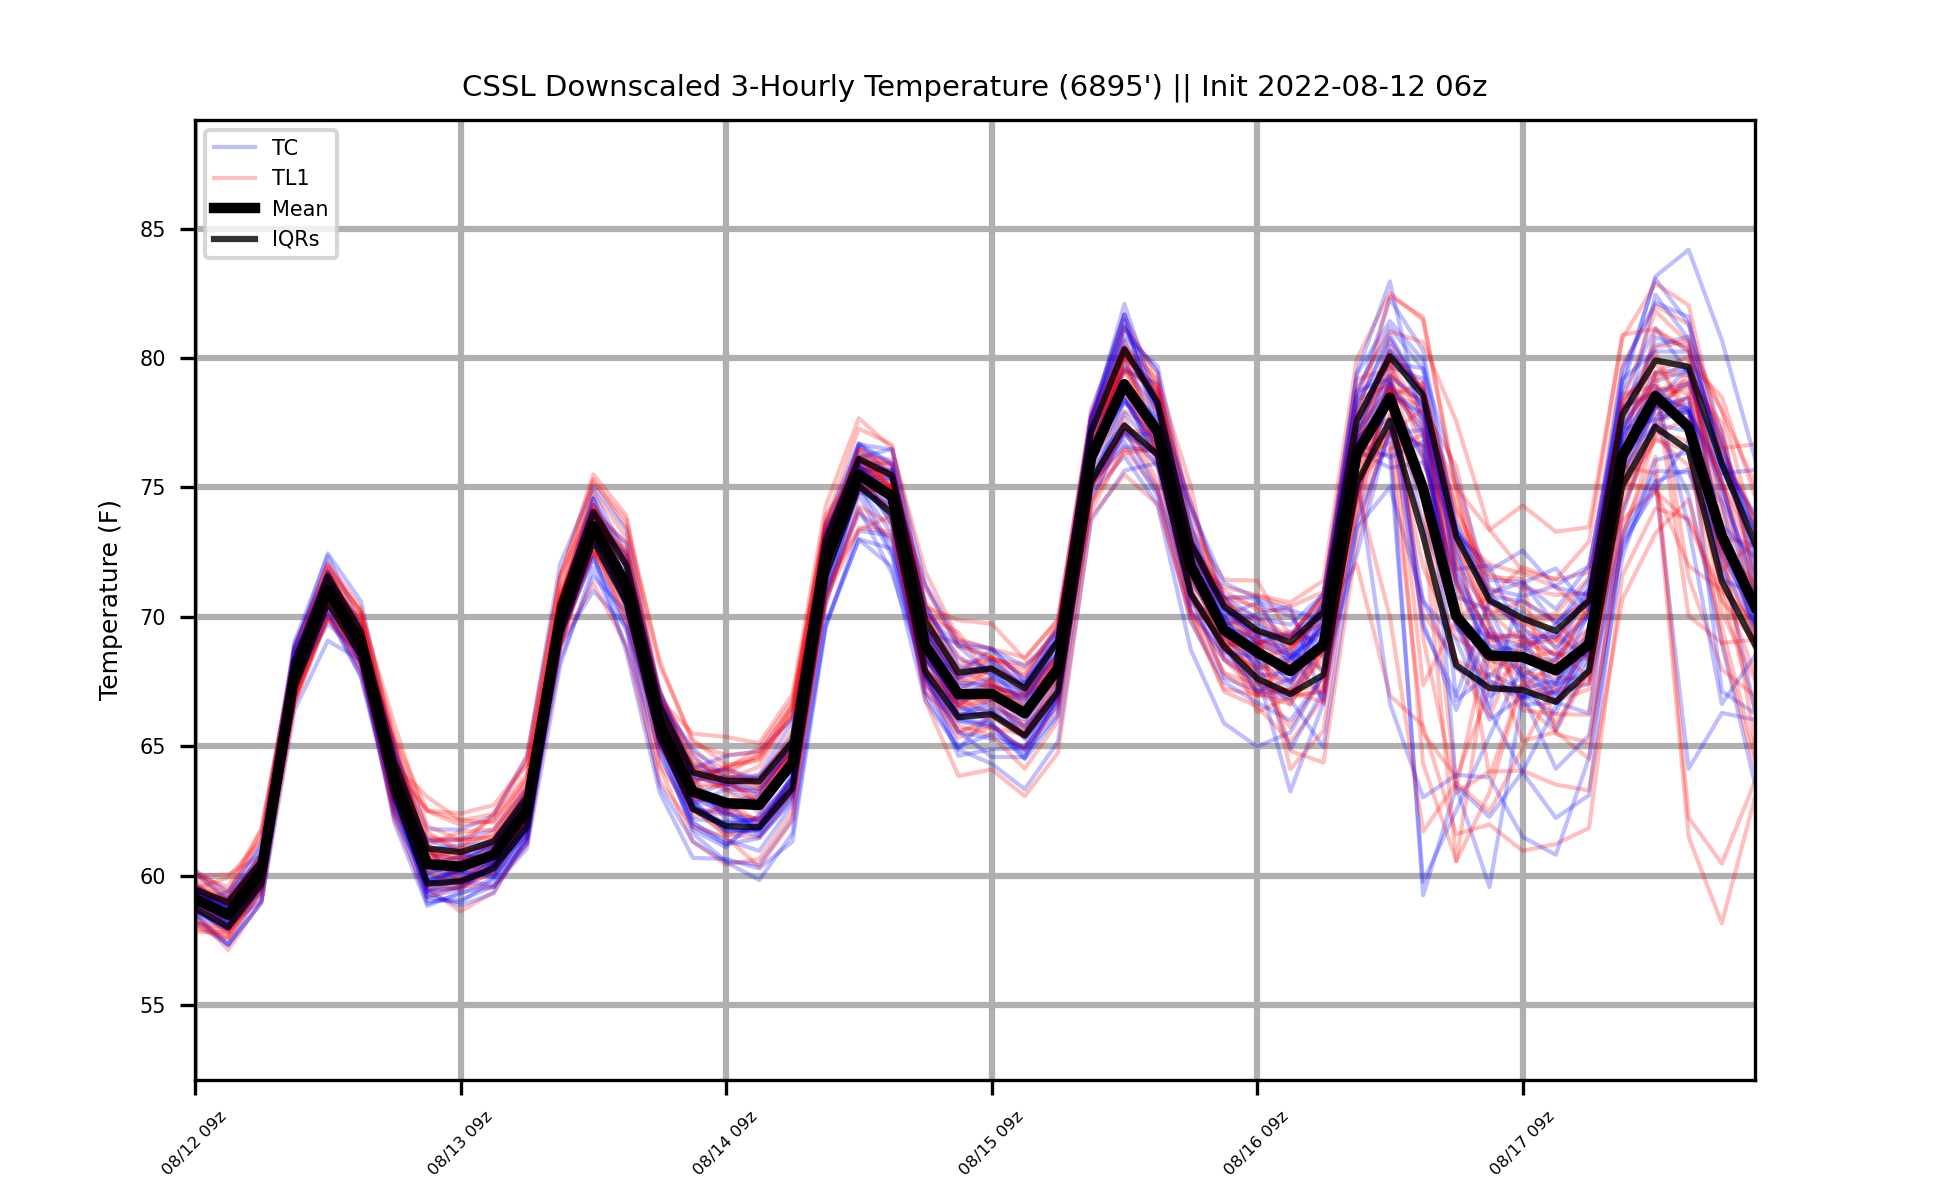 CSSL Downscaled 3-Hourly Temperature (6895') || Init 2022-08-12 06z
TC
TL1
Mean
IQRs
Temperature (F)
85
80
75
70
65
60
55
08/12 09z
08/13 09z
08/14 09z
08/15 09z
08/16 09z
08/17 09z